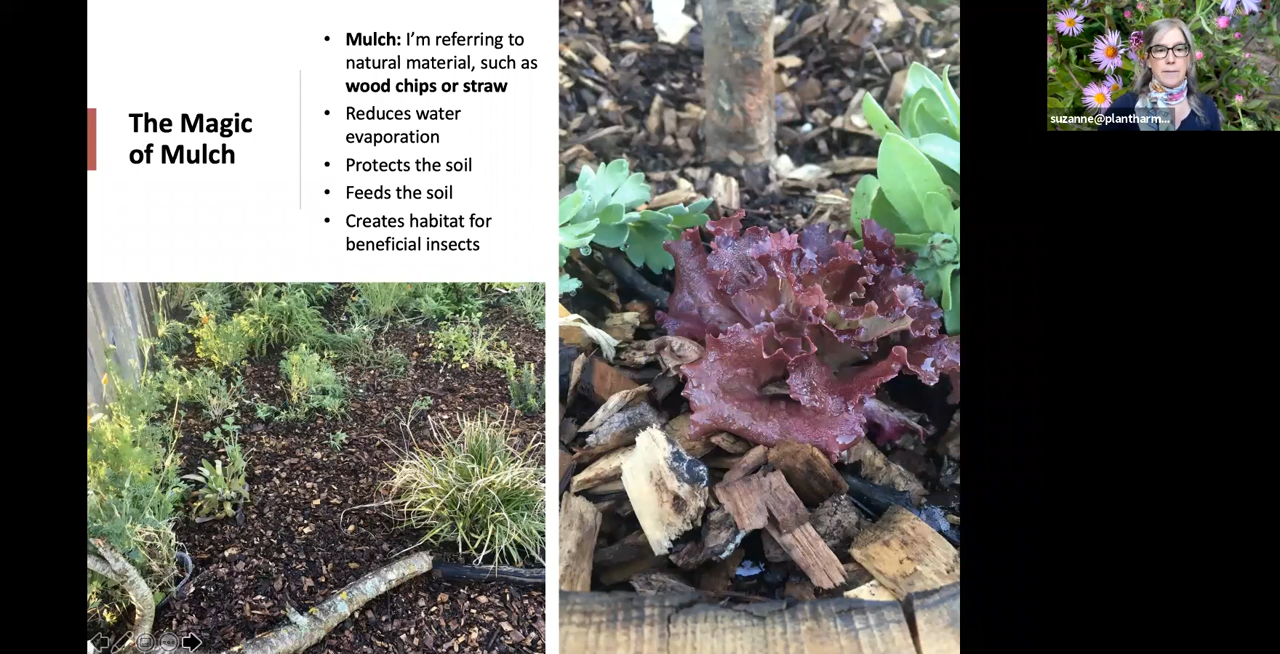 The Magic
of Mulch
• Mulch: I'm referring to
natural material, such as
wood chips or straw
• Reduces water
evaporation
• Protects the soil
• Feeds the soil
• Creates habitat for
beneficial insects
suzanne@plantharm...